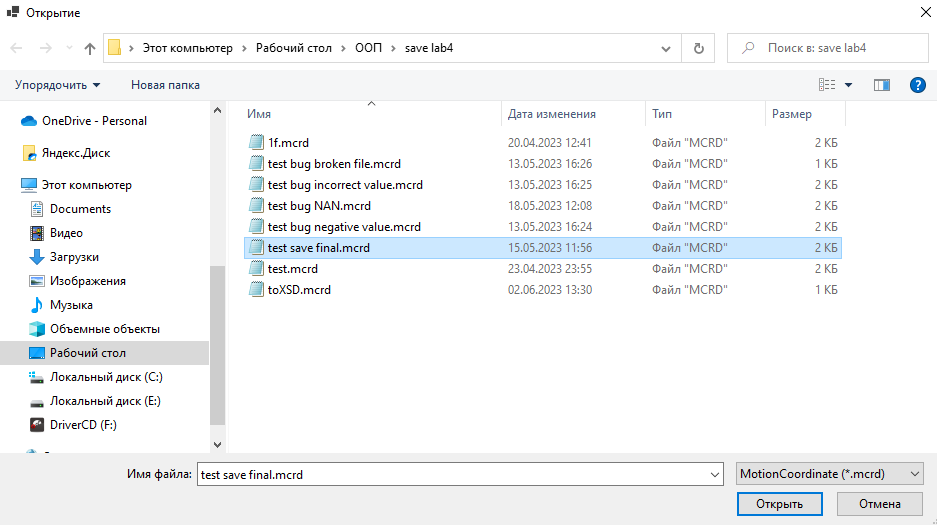 Открытие
Этот компьютер › Рабочий стол › ООП › save lab4
Поиск в: save lab4
Упорядочить
Новая папка
?
Имя Дата изменения Тип Размер
OneDrive - Personal
Яндекс.Диск
Этот компьютер
Documents
Видео
Загрузки
Изображения
Музыка
Объемные объекты
Рабочий стол
Локальный диск (C:)
Локальный диск (E:)
DriverCD (F:)
1f.mcrd 20.04.2023 12:41 Файл "MCRD" 2 КБ
test bug broken file.mcrd 13.05.2023 16:26 Файл "MCRD" 1 КБ
test bug incorrect value.mcrd 13.05.2023 16:25 Файл "MCRD" 2 КБ
test bug NAN.mcrd 18.05.2023 12:08 Файл "MCRD" 2 КБ
test bug negative value.mcrd 13.05.2023 16:24 Файл "MCRD" 2 КБ
test save final.mcrd 15.05.2023 11:56 Файл "MCRD" 2 КБ
test.mcrd 23.04.2023 23:55 Файл "MCRD" 2 КБ
toXSD.mcrd 02.06.2023 13:30 Файл "MCRD" 1 КБ
Имя файла: test save final.mcrd
MotionCoordinate (*.mcrd)
Открыть
Отмена